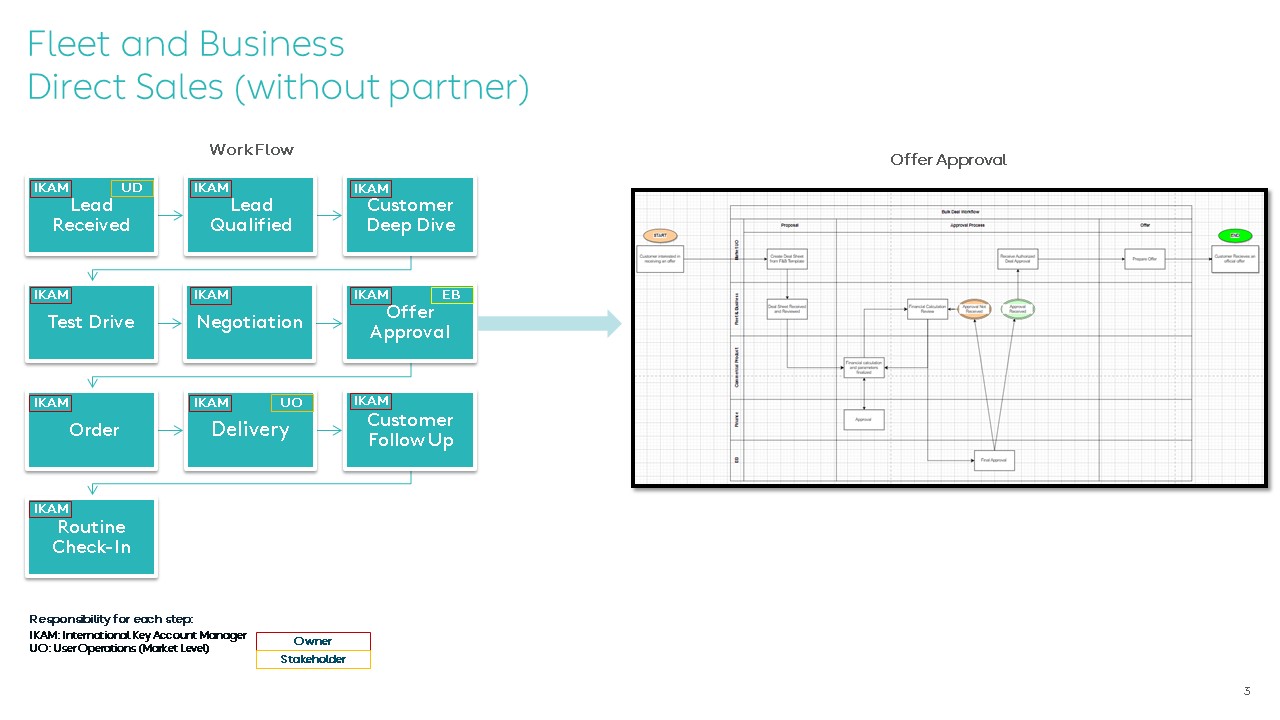 Fleet and Business
Direct Sales (without partner)
WorkFlow
IKAM
UD
Lead
Received
IKAM
Lead
Qualified
IKAM
Customer
Deep Dive
IKAM
Test Drive
IKAM
Negotiation
IKAM
EB
Offer
Approval
IKAM
Order
IKAM
UO
Delivery
IKAM
Customer
Follow Up
IKAM
Routine
Check-In
Responsibility for each step:
IKAM: International Key Account Manager
UO: User Operations (Market Level)
Owner
Stakeholder
Offer Approval
Bulk Deal Workflow
Proposal
Approval Process
Offer
START
Customer interested in
receiving an offer
Create Deal Sheet
from F&B Template
Receive Authorized
Deal Approval
Prepare Offer
END
Customer Receives an
official offer
Fleet & Business
Deal Sheet Received
and Reviewed
Financial Calculation
Review
Approval Not
Received
Approval
Received
Commercial Product
Financial calculation
and parameters
finalized
Finance
Approval
EB
Final Approval
3